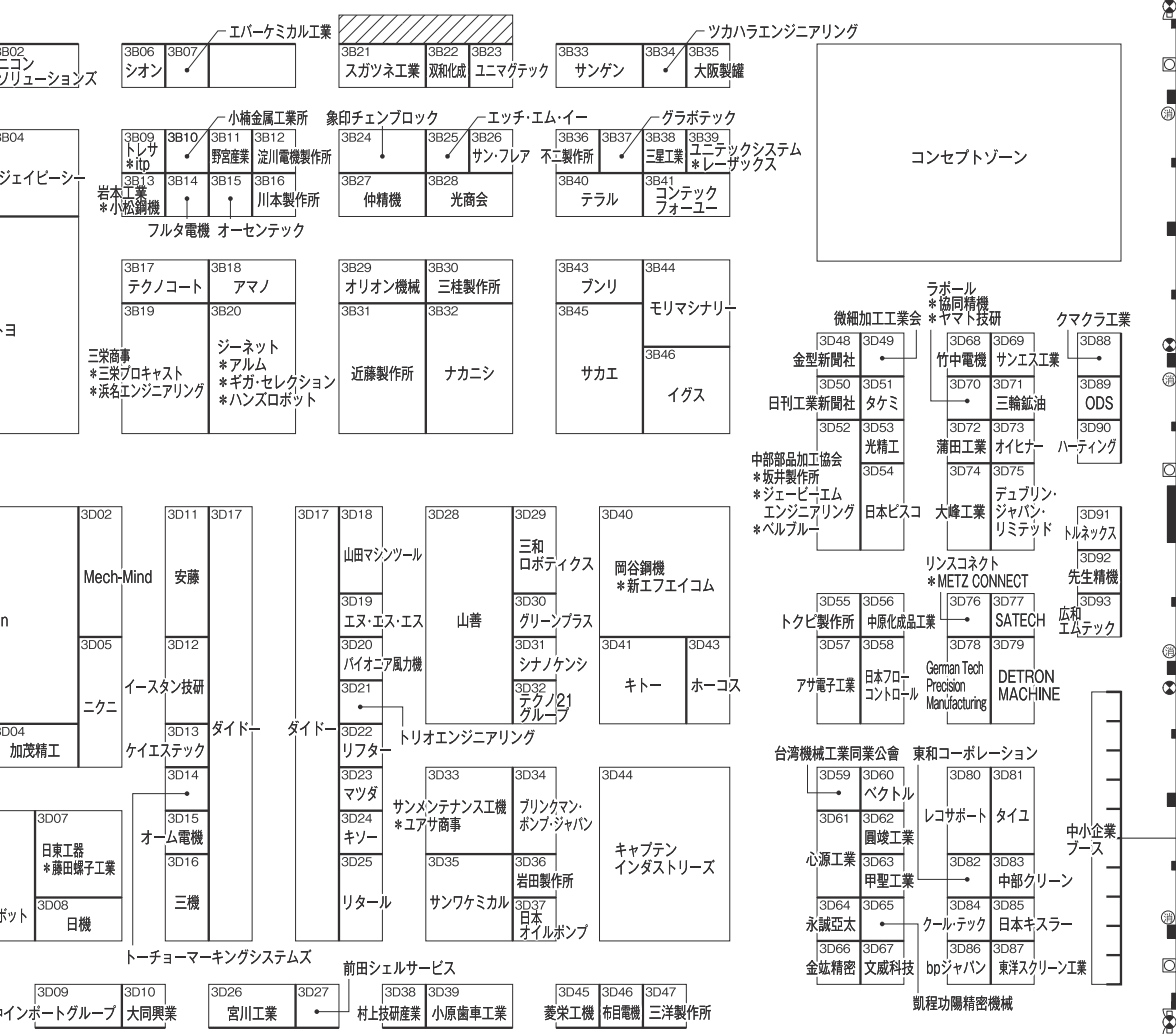 3B02
ニコン
ソリューションズ
3B06
シオン
3B07
エバーケミカル工業
3B21
スガツネ工業
3B22
双和化成
3B23
ユニマグテック
3B33
サンゲン
3B34
ツカハラエンジニアリング
3B35
大阪製罐
3B04
ジェイピーシー
3B09
トレサ
＊itp
3B10
小楠金属工業所
3B11
野宮産業
3B12
淀川電機製作所
3B13
岩本工業
＊小松鋼機
3B14
フルタ電機
3B15
オーセンテック
3B16
川本製作所
象印チェンブロック
3B24
3B25
エッチ・エム・イー
3B26
サン・フレア
3B27
仲精機
3B28
光商会
3B36
不二製作所
3B37
グラボテック
3B38
三星工業
3B39
ユニテックシステム
＊レーザックス
3B40
テラル
3B41
コンテック
フォーユー
コンセプトゾーン
3B17
テクノコート
3B18
アマノ
3B19
三栄商事
＊三栄プロキャスト
＊浜名エンジニアリング
3B20
ジーネット
＊アルム
＊ギガ・セレクション
＊ハンズロボット
3B29
オリオン機械
3B30
三桂製作所
3B31
近藤製作所
3B32
ナカニシ
3B43
ブンリ
3B44
モリマシナリー
3B45
サカエ
3B46
イグス
トヨ
微細加工工業会
ラポール
＊協同精機
＊ヤマト技研
クマクラ工業
3D48
金型新聞社
3D49
3D50
日刊工業新聞社
3D51
タケミ
3D52
中部部品加工協会
＊坂井製作所
＊ジェービーエム
エンジニアリング
＊ベルブルー
3D53
光精工
3D54
日本ビスコ
3D68
竹中電機
3D69
サンエス工業
3D70
3D71
三輪鉱油
3D72
蒲田工業
3D73
オイヒナー
3D74
大峰工業
3D75
デュブリン・
ジャパン・
リミテッド
3D88
3D89
ODS
3D90
ハーティング
3D91
トルネックス
3D92
先生精機
3D93
広和
エムテック
3D02
Mech-Mind
3D05
ニクニ
3D04
加茂精工
3D11
安藤
3D12
イースタン技研
3D13
ケイエステック
3D14
3D15
オーム電機
3D16
三機
トーチョーマーキングシステムズ
3D17
ダイドー
3D17
ダイドー
3D18
山田マシンツール
3D19
エヌ・エス・エス
3D20
パイオニア風力機
3D21
トリオエンジニアリング
3D22
リフター
3D23
マツダ
3D24
キソー
3D25
リタール
3D28
山善
3D29
三和
ロボティクス
3D30
グリーンプラス
3D31
シナノケンシ
3D32
テクノ21
グループ
3D33
サンメンテナンス工機
＊ユアサ商事
3D34
ブリンクマン・
ポンプ・ジャパン
3D35
サンワケミカル
3D36
岩田製作所
3D37
日本
オイルポンプ
3D40
岡谷鋼機
＊新エフエイコム
3D41
キトー
3D43
ホーコス
3D44
キャプテン
インダストリーズ
リンスコネクト
＊METZ CONNECT
3D55
トクピ製作所
3D56
中原化成品工業
3D57
アサ電子工業
3D58
日本フロー
コントロール
3D76
3D77
SATECH
3D78
German Tech
Precision
Manufacturing
3D79
DETRON
MACHINE
台湾機械工業同業公會
東和コーポレーション
3D59
3D60
ベクトル
3D61
心源工業
3D62
圓竣工業
3D63
甲聖工業
3D64
永誠亞太
3D65
凱程功陽精密機械
3D66
金竑精密
3D67
文威科技
3D80
レコサポート
3D81
タイユ
3D82
3D83
中部クリーン
3D84
クール・テック
3D85
日本キスラー
3D86
bpジャパン
3D87
東洋スクリーン工業
中小企業
ブース
3D07
日東工器
＊藤田螺子工業
3D08
日機
ボット
3D09
インポートグループ
3D10
大同興業
3D26
宮川工業
3D27
前田シェルサービス
3D38
村上技研産業
3D39
小原歯車工業
3D45
菱栄工機
3D46
布目電機
3D47
三洋製作所
消
消
消
消